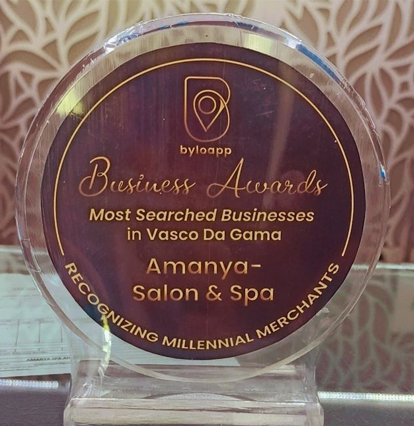 byloapp
Business Awards
Most Searched Businesses
in Vasco Da Gama
Amanya-
Salon & Spa
RECOGNIZING MILLENNIAL MERCHANTS